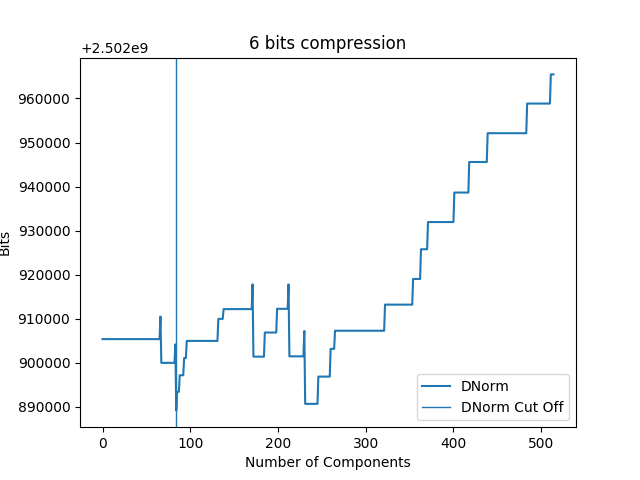 6 bits compression
+2.502e9
960000
950000
940000
930000
920000
910000
900000
890000
Bits
0 100 200 300 400 500
Number of Components
DNorm
DNorm Cut Off